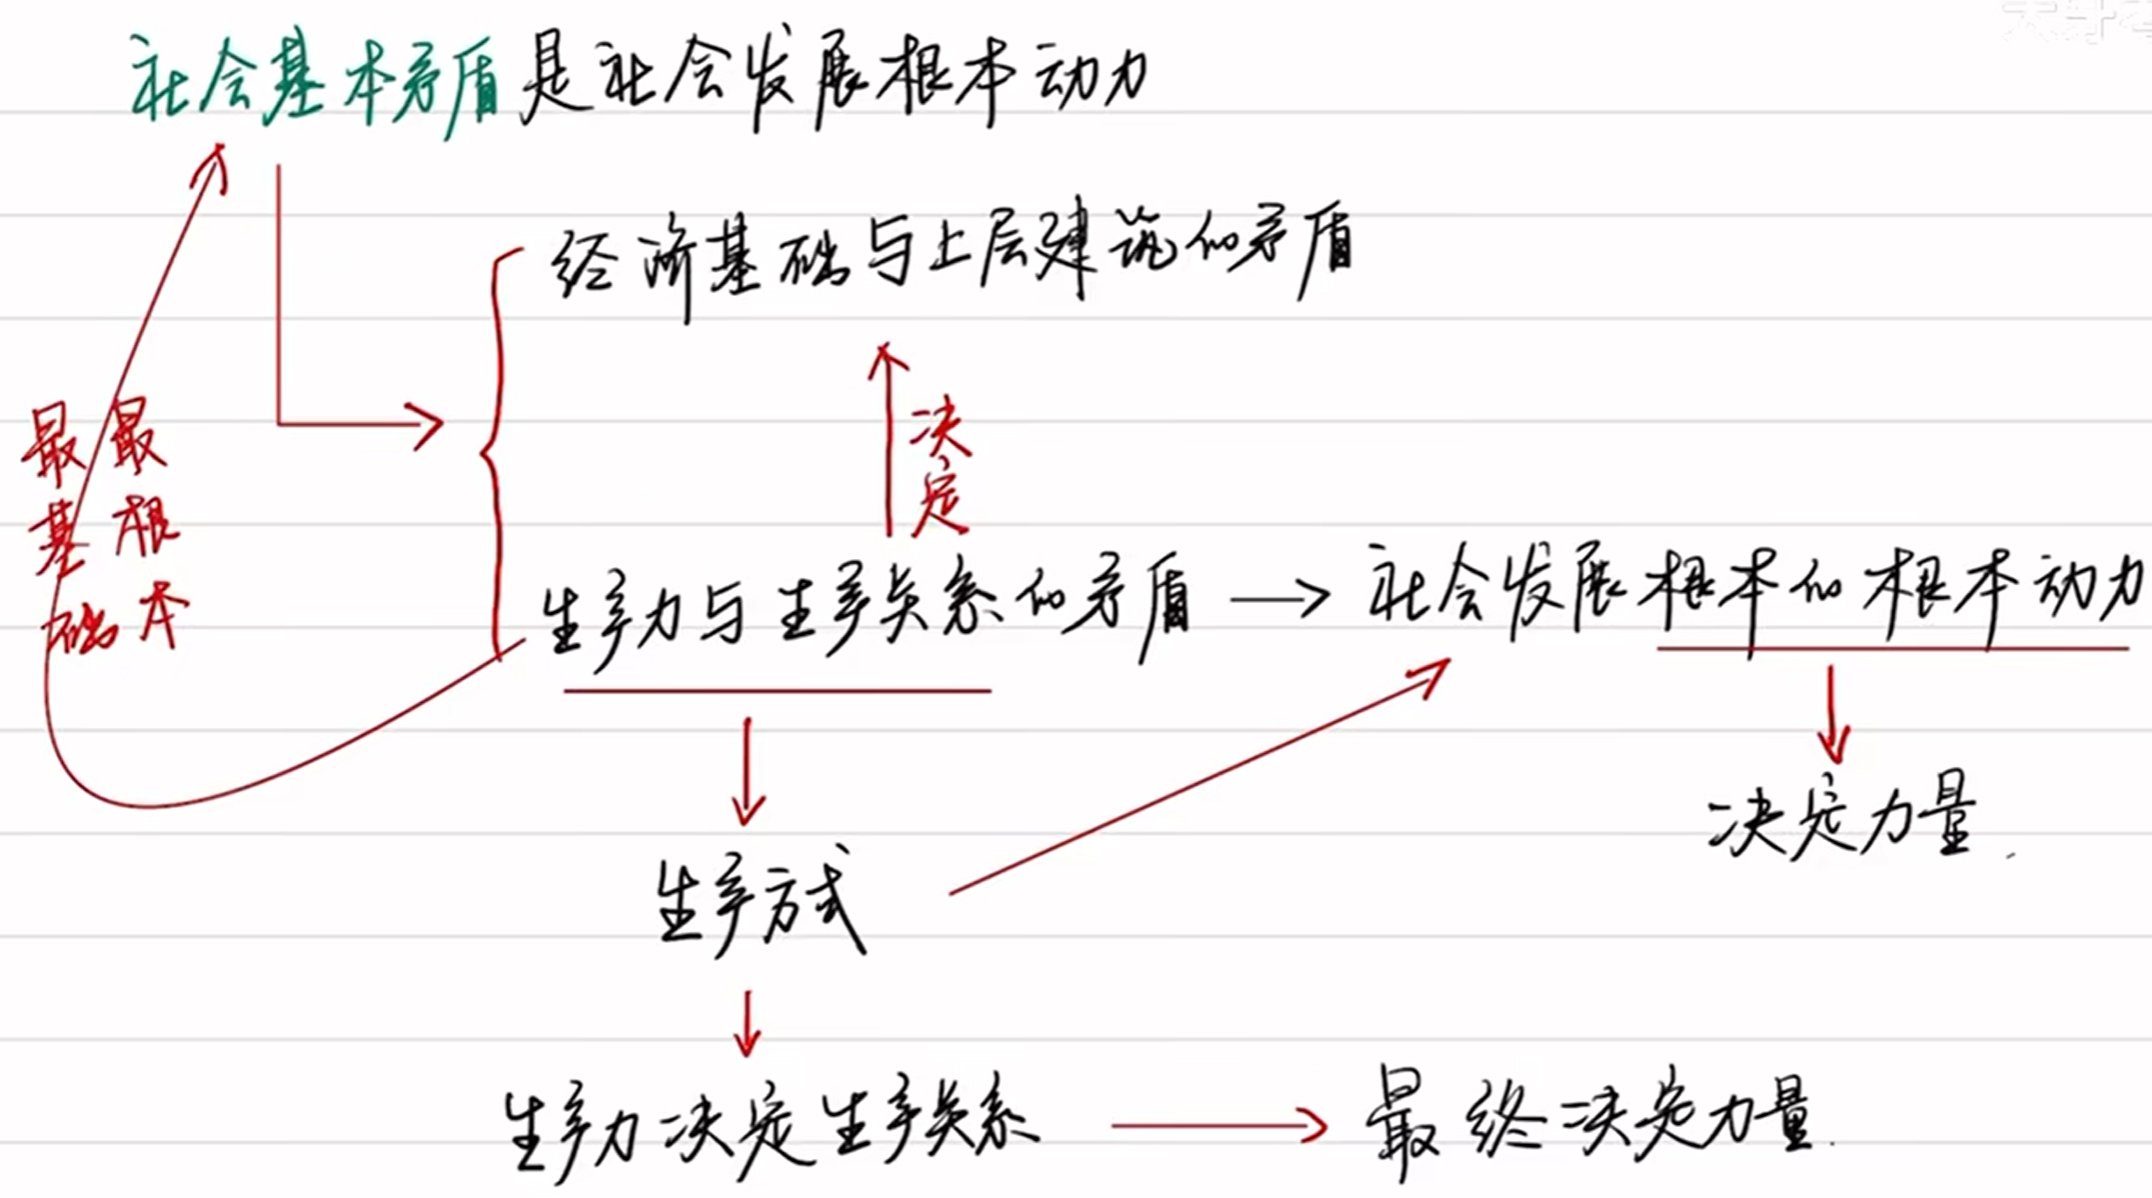 社会基本矛盾是社会发展根本动力
经济基础与上层建筑的矛盾
决定
最基础
最根本
生产力与生产关系的矛盾 → 社会发展根本的根本动力
决定力量
生产方式
生产力决定生产关系 → 最终决定力量.